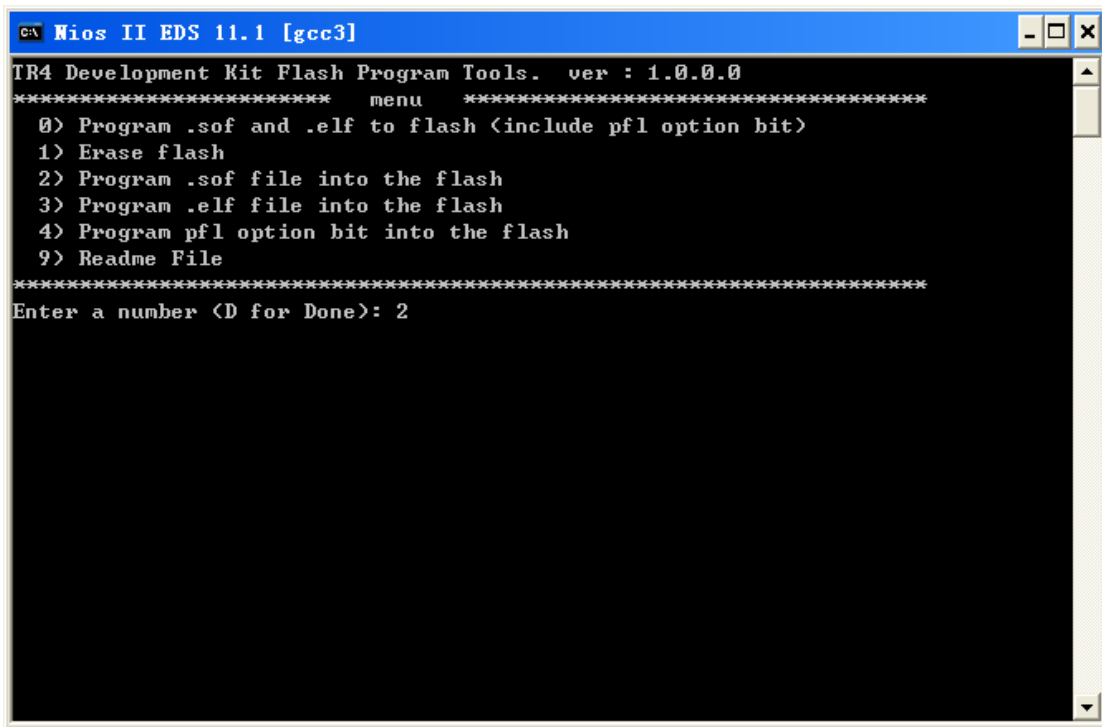 Nios II EDS 11.1 [gcc3]
TR4 Development Kit Flash Program Tools.  ver : 1.0.0.0
************************   menu   ***********************************
0) Program .sof and .elf to flash (include pfl option bit)
1) Erase flash
2) Program .sof file into the flash
3) Program .elf file into the flash
4) Program pfl option bit into the flash
9) Readme File
*********************************************************************
Enter a number (D for Done): 2